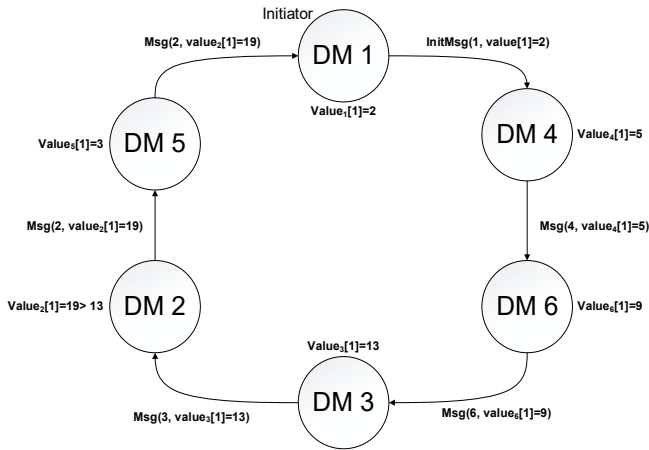 Initiator
DM 1
Value₁[1]=2
InitMsg(1, value[1]=2)
Msg(2, value₂[1]=19)
DM 4
Value₄[1]=5
DM 5
Value₅[1]=3
Msg(4, value₄[1]=5)
Msg(2, value₂[1]=19)
DM 6
Value₆[1]=9
DM 2
Value₂[1]=19> 13
Value₃[1]=13
DM 3
Msg(6, value₆[1]=9)
Msg(3, value₃[1]=13)